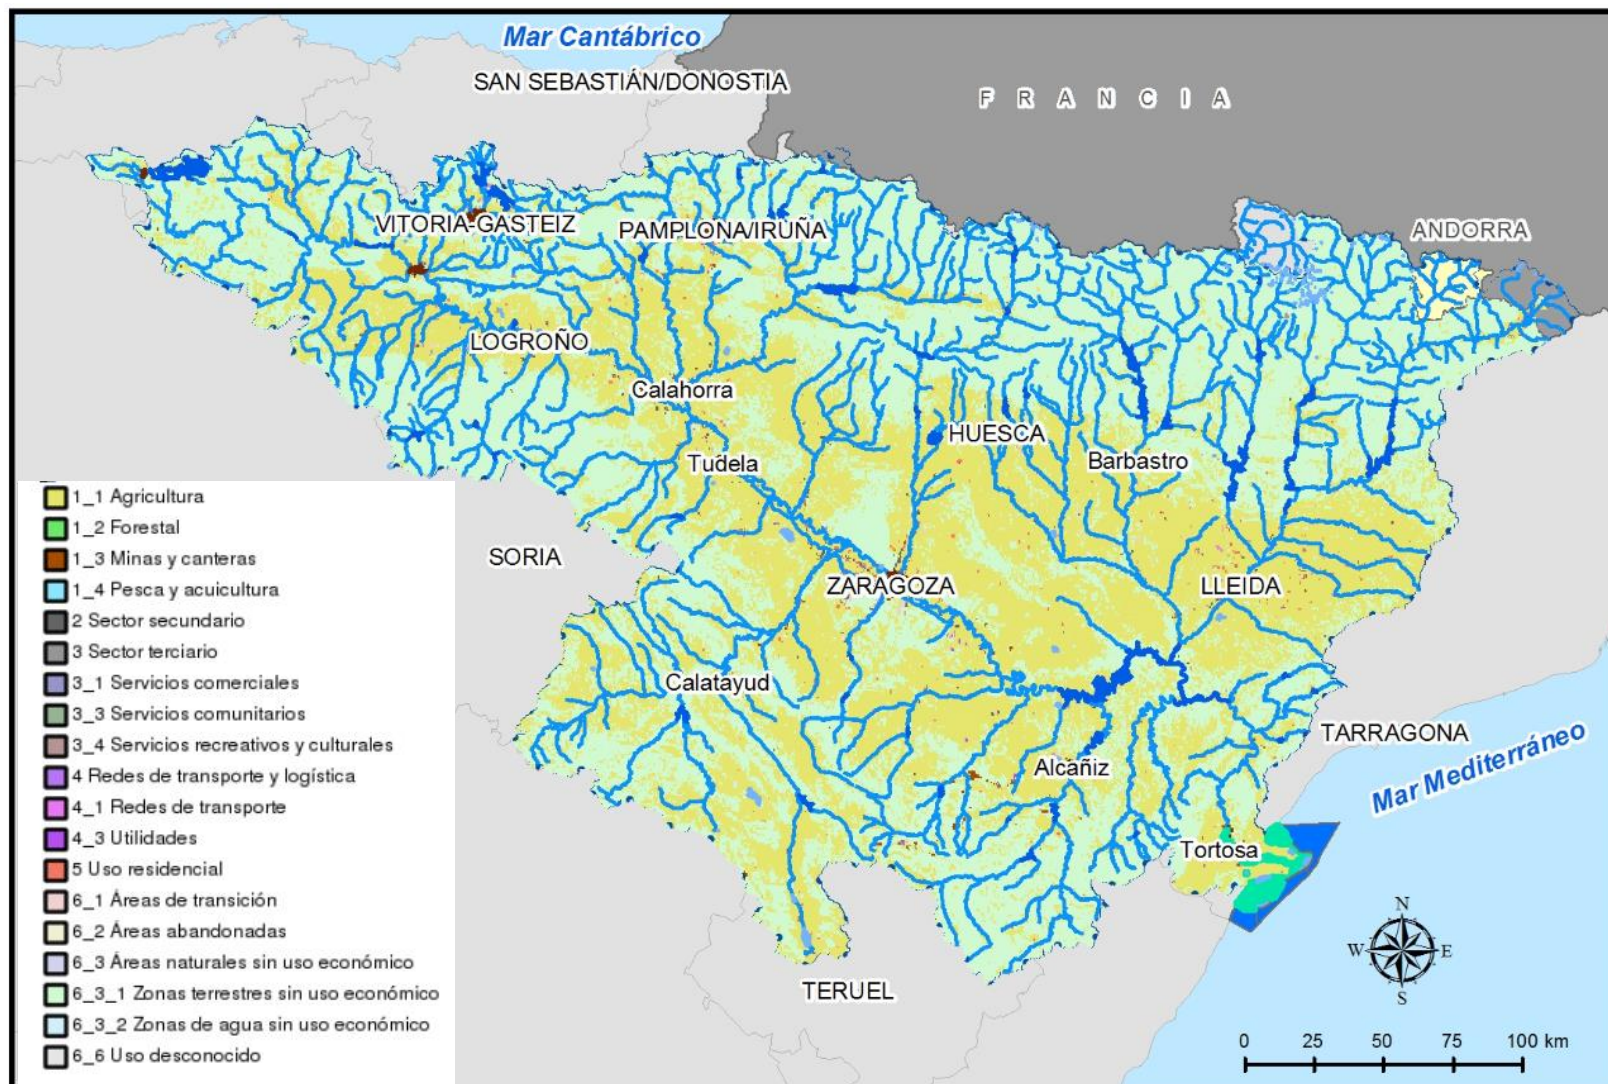 Mar Cantábrico
SAN SEBASTIÁN/DONOSTIA
F R A N C I A
VITORIA-GASTEIZ
PAMPLONA/IRUÑA
ANDORRA
LOGROÑO
Calahorra
HUESCA
Tudela
Barbastro
SORIA
ZARAGOZA
LLEIDA
Calatayud
TARRAGONA
Mar Mediterráneo
Alcañiz
Tortosa
TERUEL
1_1 Agricultura
1_2 Forestal
1_3 Minas y canteras
1_4 Pesca y acuicultura
2 Sector secundario
3 Sector terciario
3_1 Servicios comerciales
3_3 Servicios comunitarios
3_4 Servicios recreativos y culturales
4 Redes de transporte y logística
4_1 Redes de transporte
4_3 Utilidades
5 Uso residencial
6_1 Áreas de transición
6_2 Áreas abandonadas
6_3 Áreas naturales sin uso económico
6_3_1 Zonas terrestres sin uso económico
6_3_2 Zonas de agua sin uso económico
6_6 Uso desconocido
N
W E
S
0 25 50 75 100 km